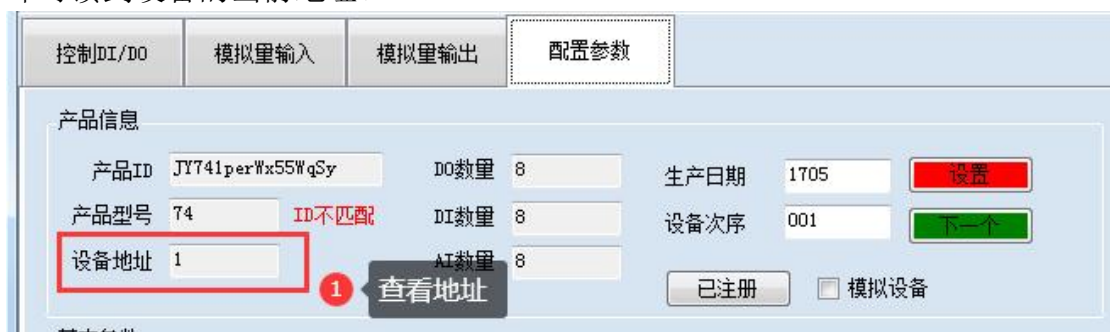 控制DI/DO 模拟量输入 模拟量输出 配置参数
产品信息
产品ID JY741perWx55WqSy DO数量 8 生产日期 1705 设置
产品型号 74 ID不匹配 DI数量 8 设备次序 001 下一个
设备地址 1 AI数量 8
1 查看地址 已注册 模拟设备